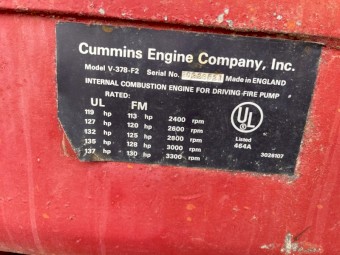 Cummins Engine Company, Inc.
Model V-378-F2 Serial No. Made in ENGLAND
INTERNAL COMBUSTION ENGINE FOR DRIVING-FIRE PUMP
RATED:
UL FM
119 hp 113 hp 2400 rpm
127 hp 120 hp 2600 rpm
132 hp 125 hp 2800 rpm
135 hp 128 hp 3000 rpm
137 hp 130 hp 3300 rpm
UL
Listed
464A
3028107